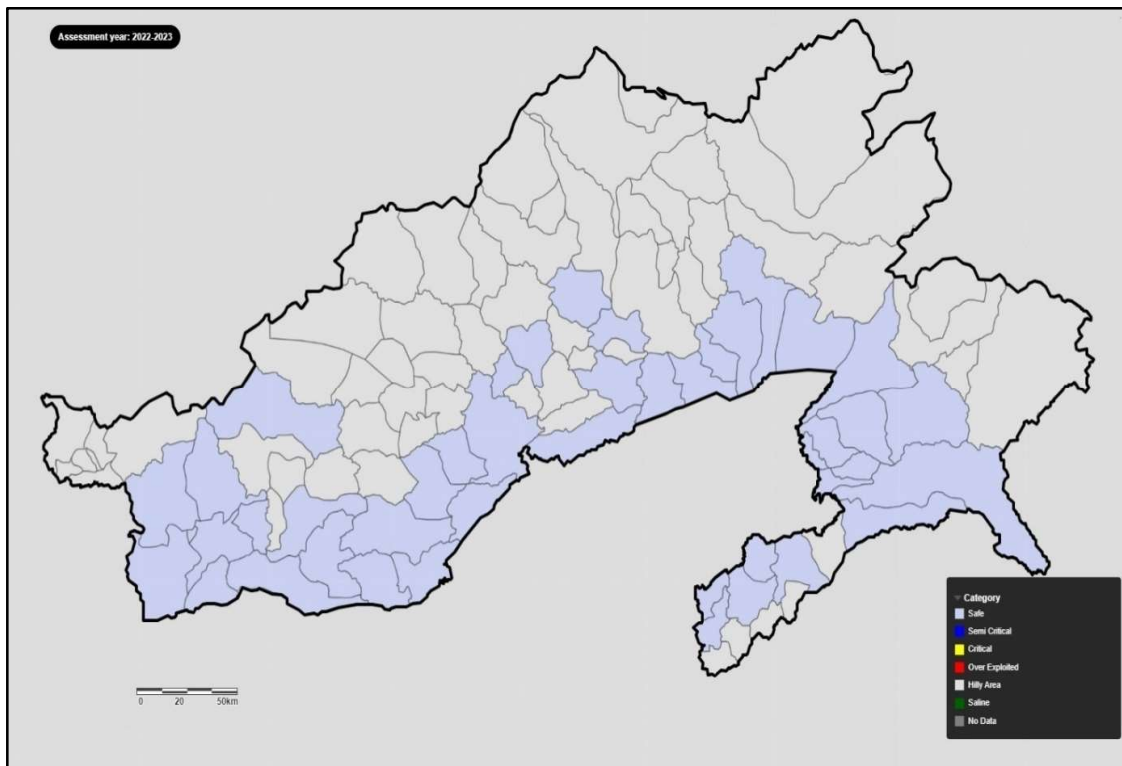 Assessment year: 2022-2023
Category
Safe
Semi Critical
Critical
Over Exploited
Hilly Area
Saline
No Data
0 20 50km